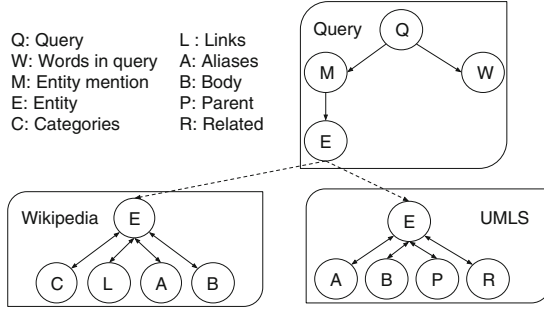 Q: Query
W: Words in query
M: Entity mention
E: Entity
C: Categories
L : Links
A: Aliases
B: Body
P: Parent
R: Related
Query
Q
M
W
E
Wikipedia
E
C L A B
E
UMLS
A B P R